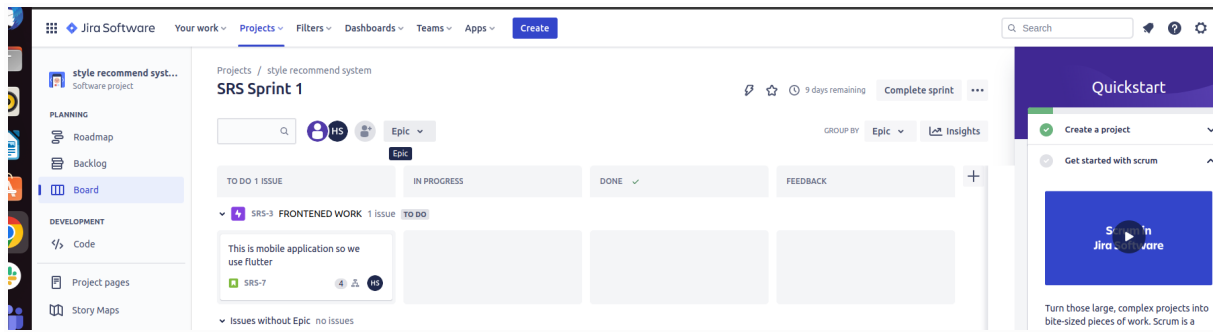 Jira Software Your work Projects Filters Dashboards Teams Apps Create Search
style recommend syst...
Software project
PLANNING
Roadmap
Backlog
Board
DEVELOPMENT
Code
Project pages
Story Maps
Projects / style recommend system
SRS Sprint 1
9 days remaining Complete sprint
HS Epic
Epic
GROUP BY Epic Insights
TO DO 1 ISSUE IN PROGRESS DONE FEEDBACK
SRS-3 FRONTENED WORK 1 issue TO DO
This is mobile application so we
use flutter
SRS-7 4 HS
Issues without Epic no issues
Quickstart
Create a project
Get started with scrum
Scrum in
Jira Software
Turn those large, complex projects into
bite-sized pieces of work. Scrum is a